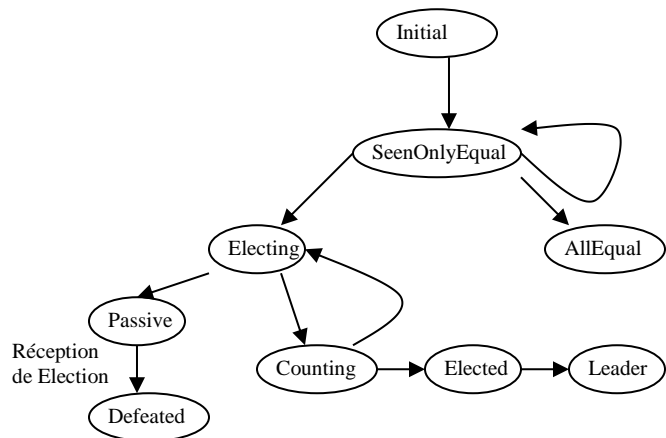 Initial
SeenOnlyEqual
Electing
AllEqual
Passive
Réception
de Election
Counting
Elected
Leader
Defeated